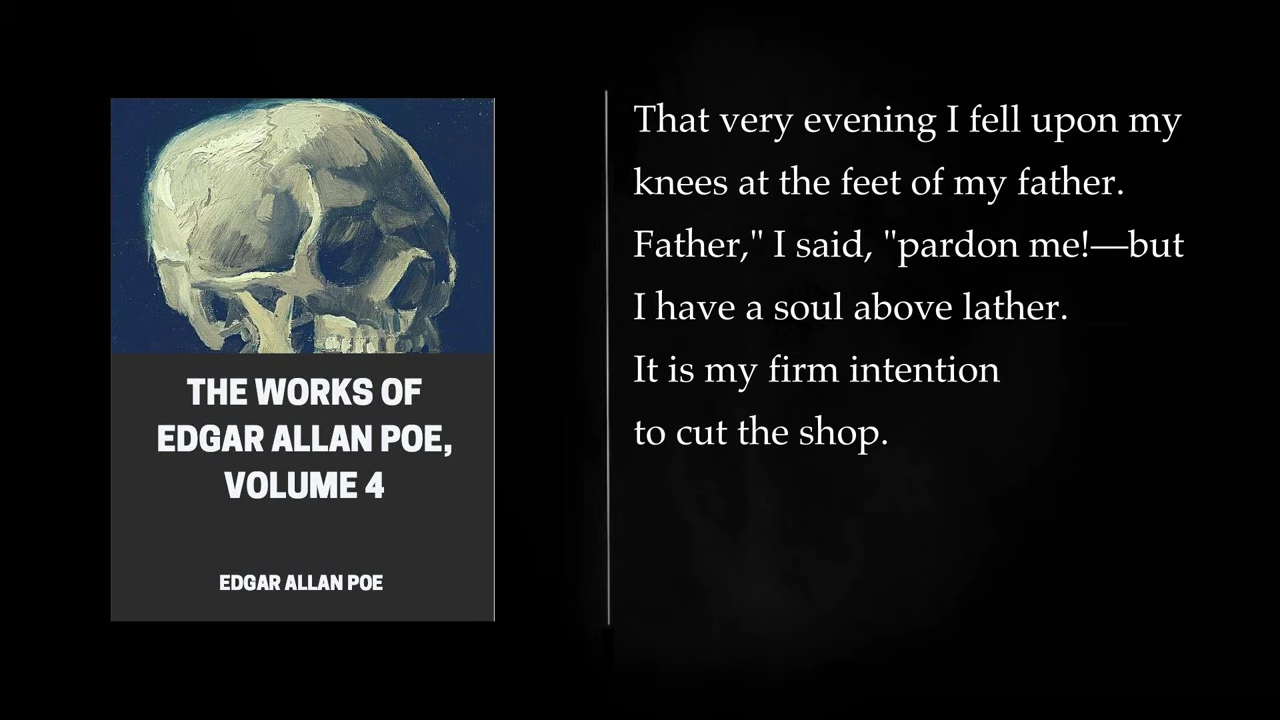 THE WORKS OF
EDGAR ALLAN POE,
VOLUME 4
EDGAR ALLAN POE
That very evening I fell upon my
knees at the feet of my father.
Father," I said, "pardon me!—but
I have a soul above lather.
It is my firm intention
to cut the shop.